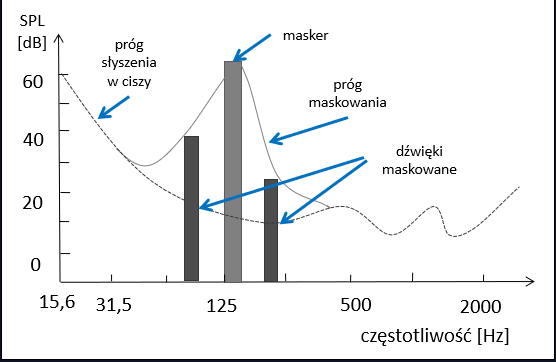 SPL
[dB]
próg
słyszenia
w ciszy
masker
próg
maskowania
dźwięki
maskowane
60
40
20
0
15,6
31,5
125
500
2000
częstotliwość [Hz]